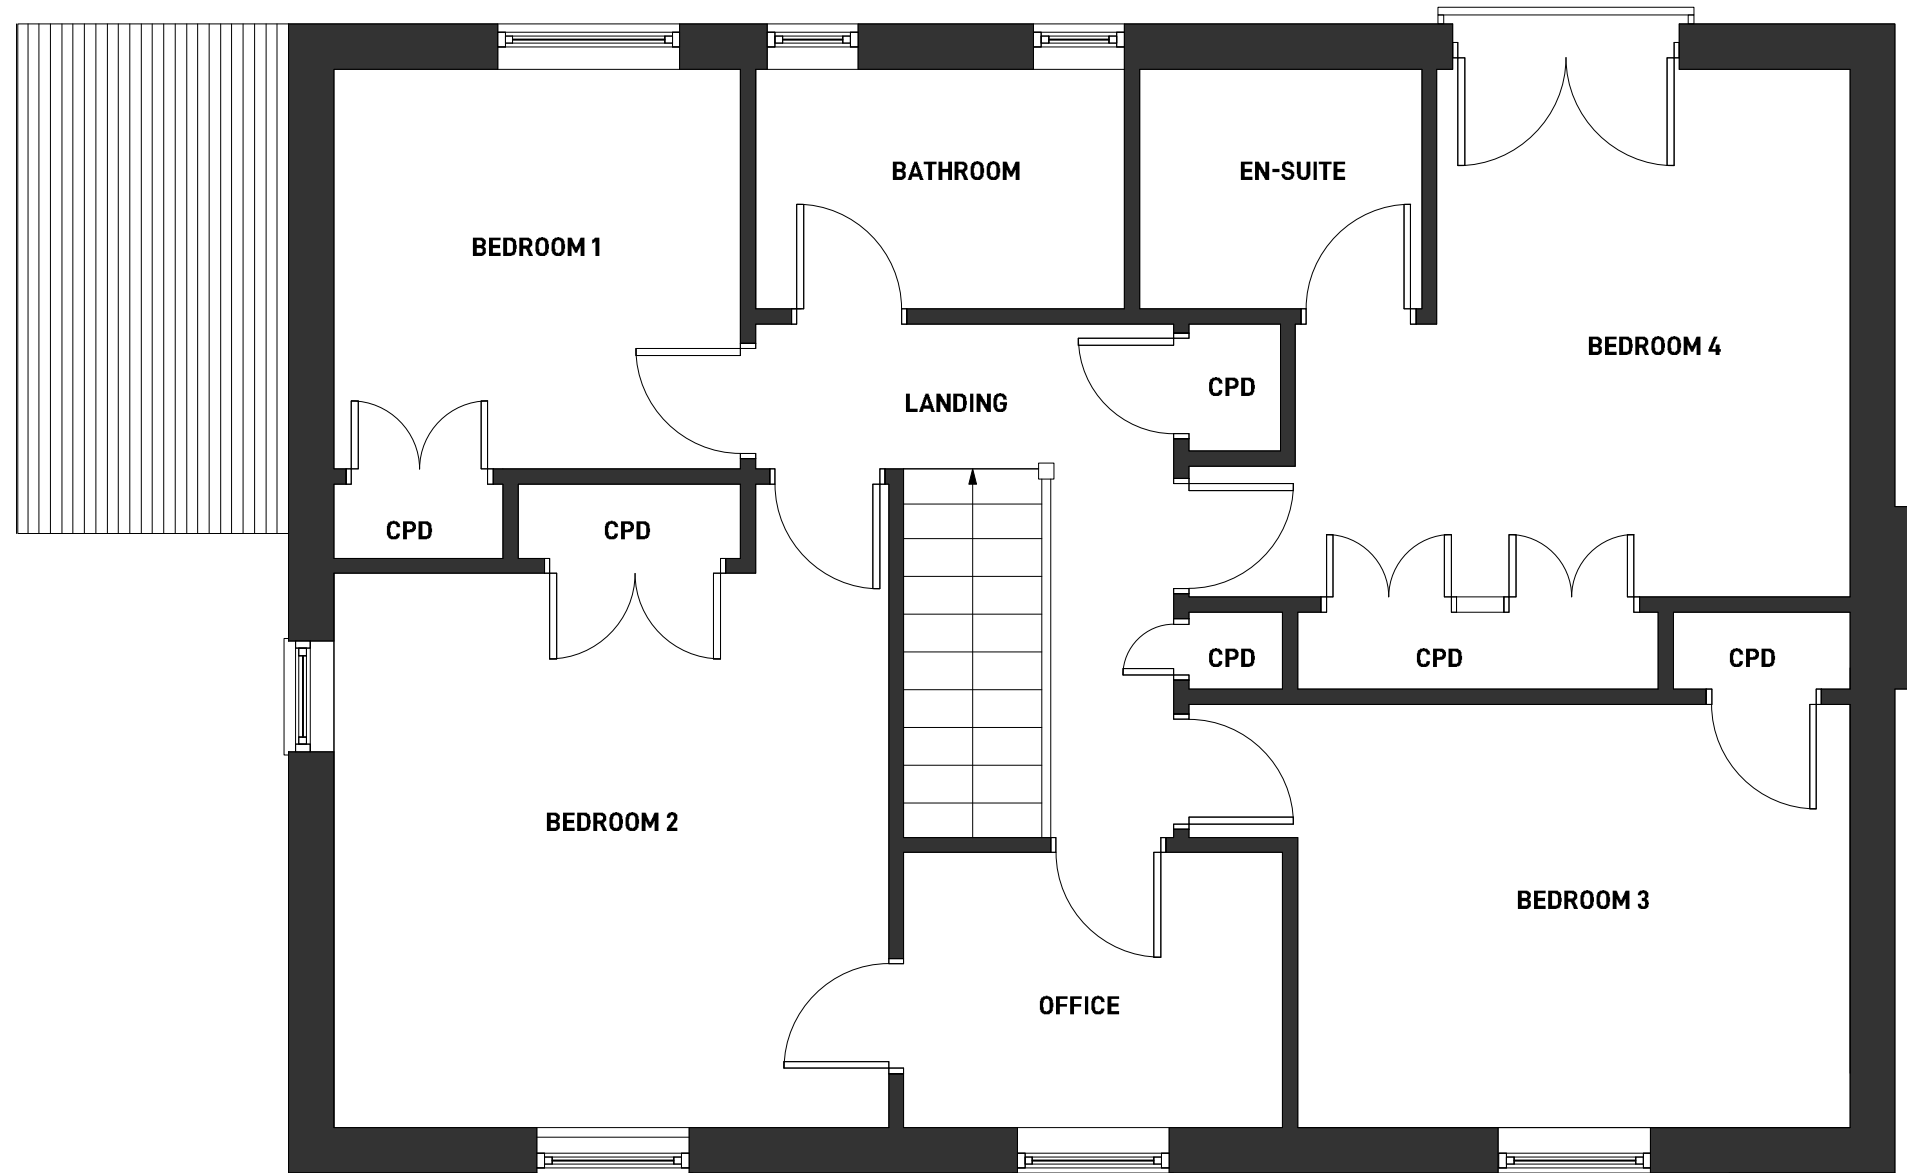 BATHROOM
EN-SUITE
BEDROOM 1
BEDROOM 4
CPD
LANDING
CPD
CPD
CPD
CPD
CPD
BEDROOM 2
BEDROOM 3
OFFICE